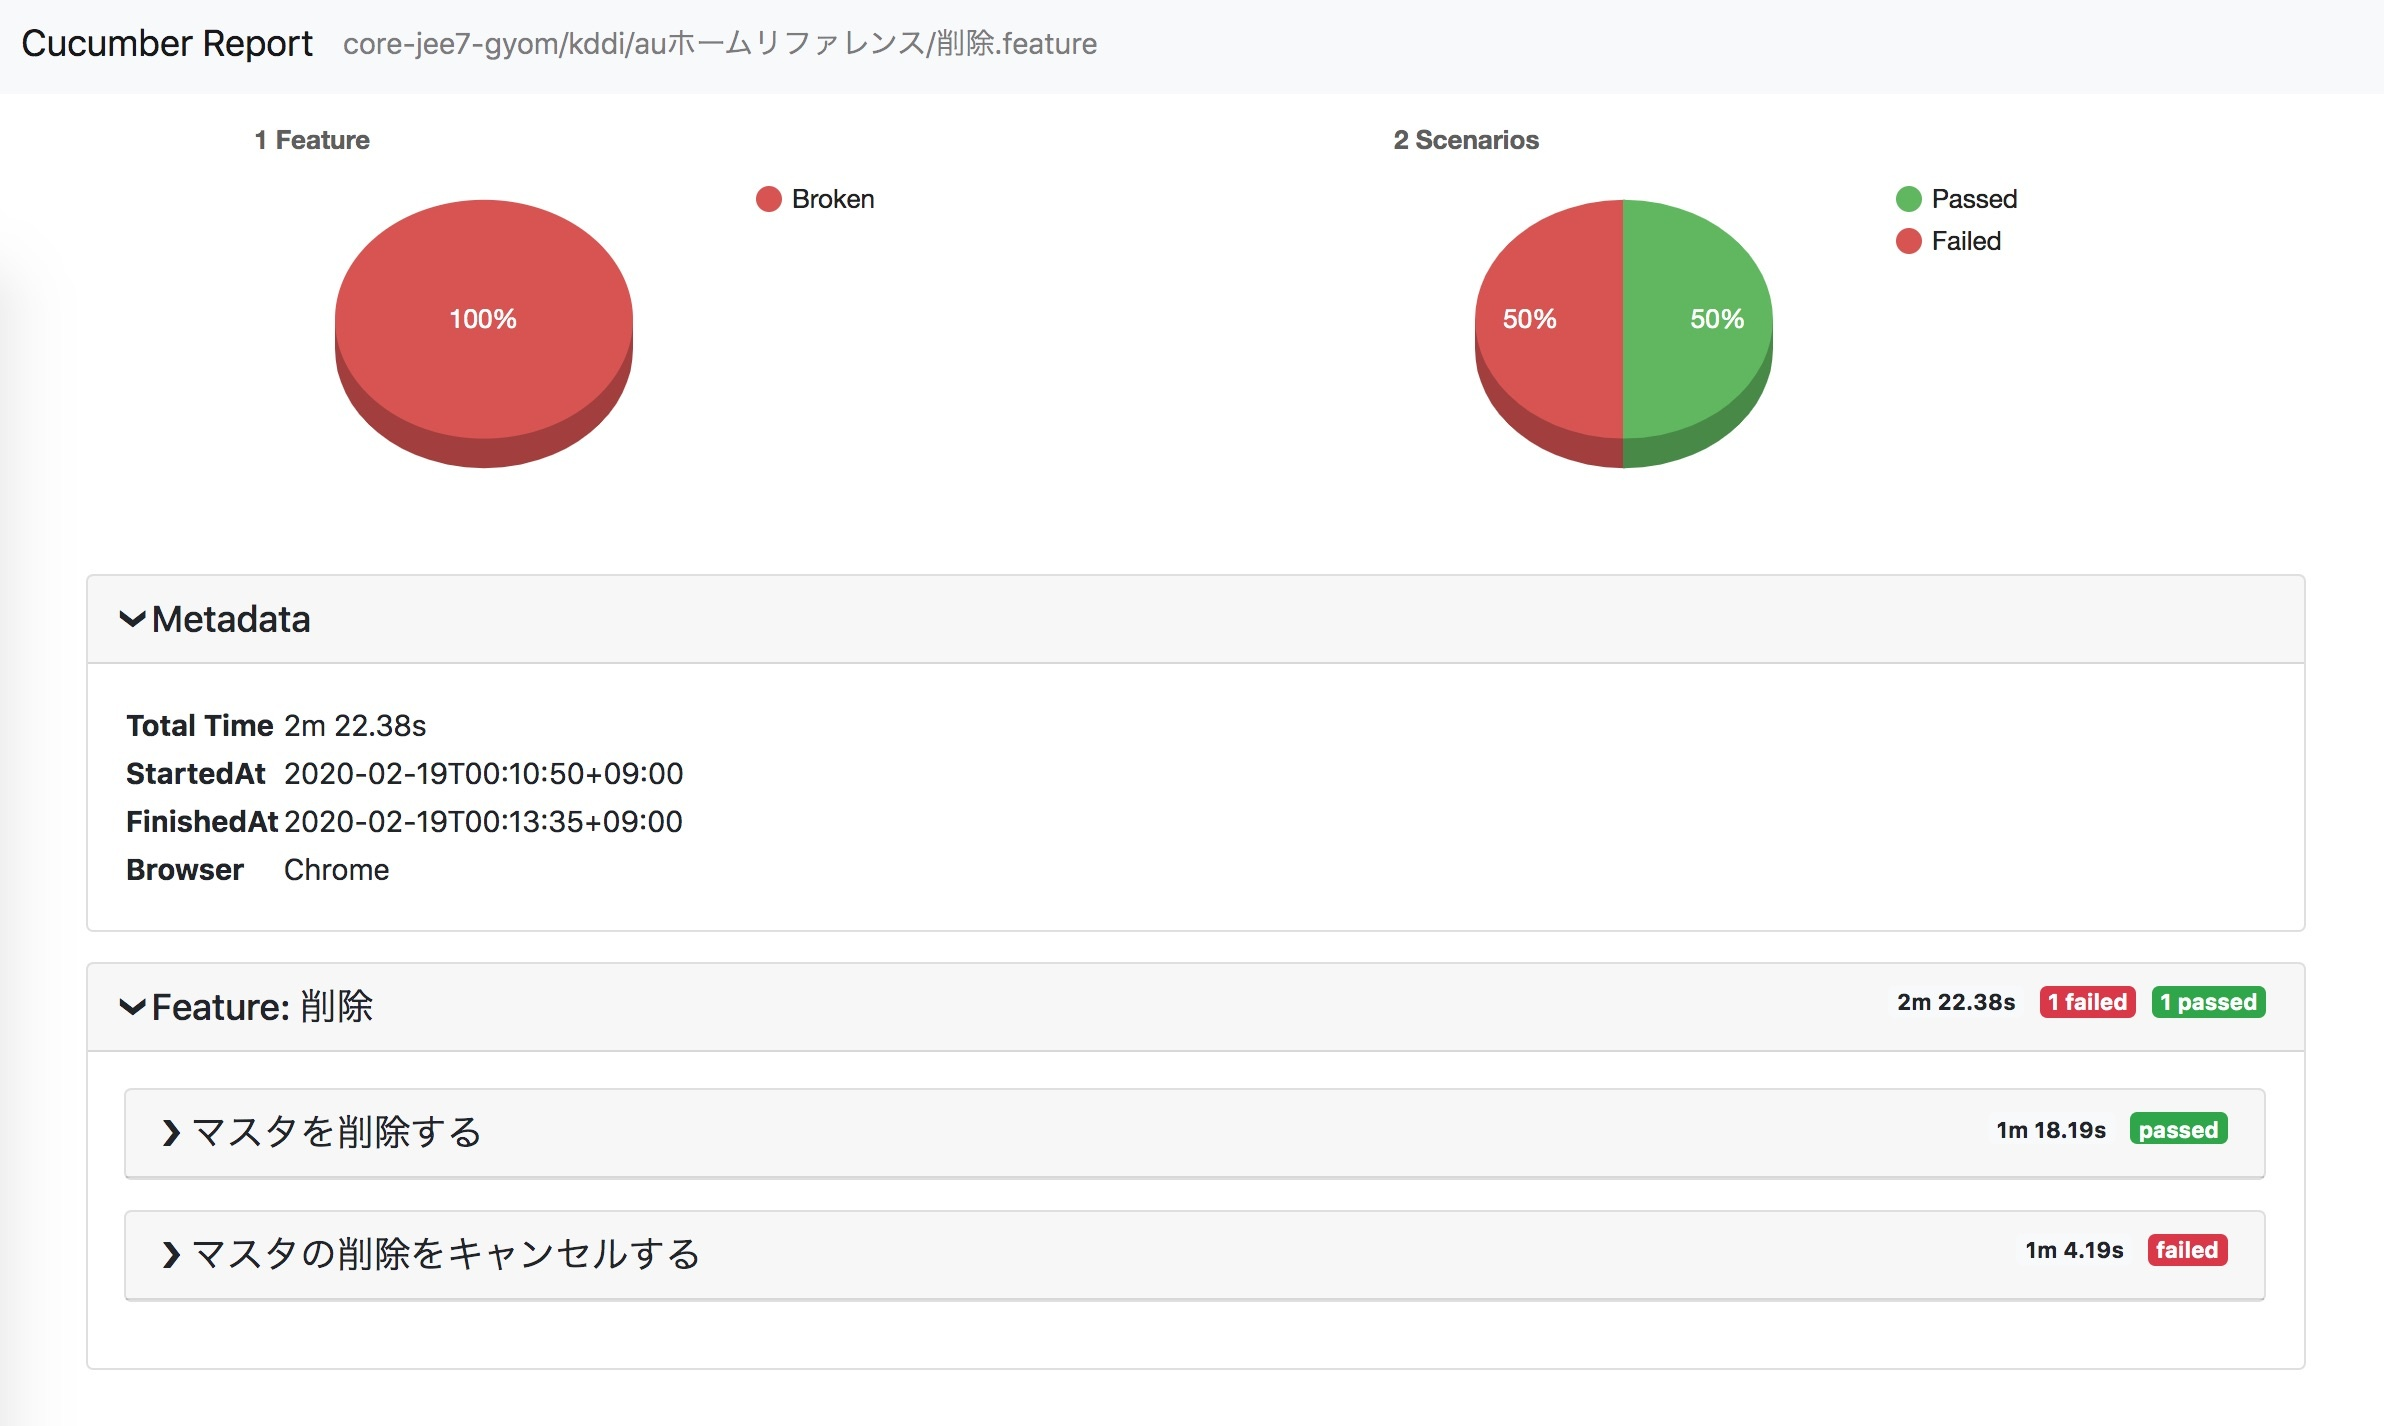 Cucumber Report core-jee7-gyom/kddi/auホームリファレンス/削除.feature
1 Feature
Broken
100%
2 Scenarios
Passed
Failed
50%
50%
Metadata
Total Time 2m 22.38s
StartedAt 2020-02-19T00:10:50+09:00
FinishedAt 2020-02-19T00:13:35+09:00
Browser Chrome
Feature: 削除 2m 22.38s 1 failed 1 passed
マスタを削除する 1m 18.19s passed
マスタの削除をキャンセルする 1m 4.19s failed